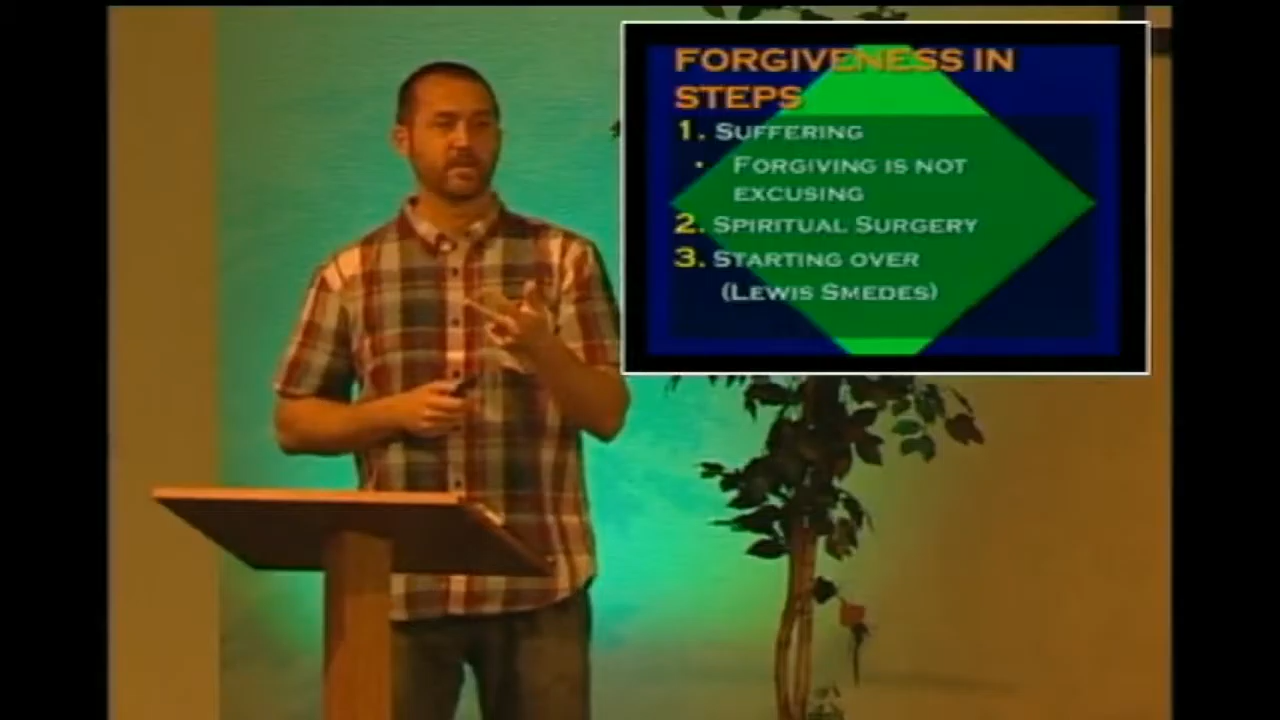 FORGIVENESS IN
STEPS
1. SUFFERING
• FORGIVING IS NOT
EXCUSING
2. SPIRITUAL SURGERY
3. STARTING OVER
(LEWIS SMEDES)